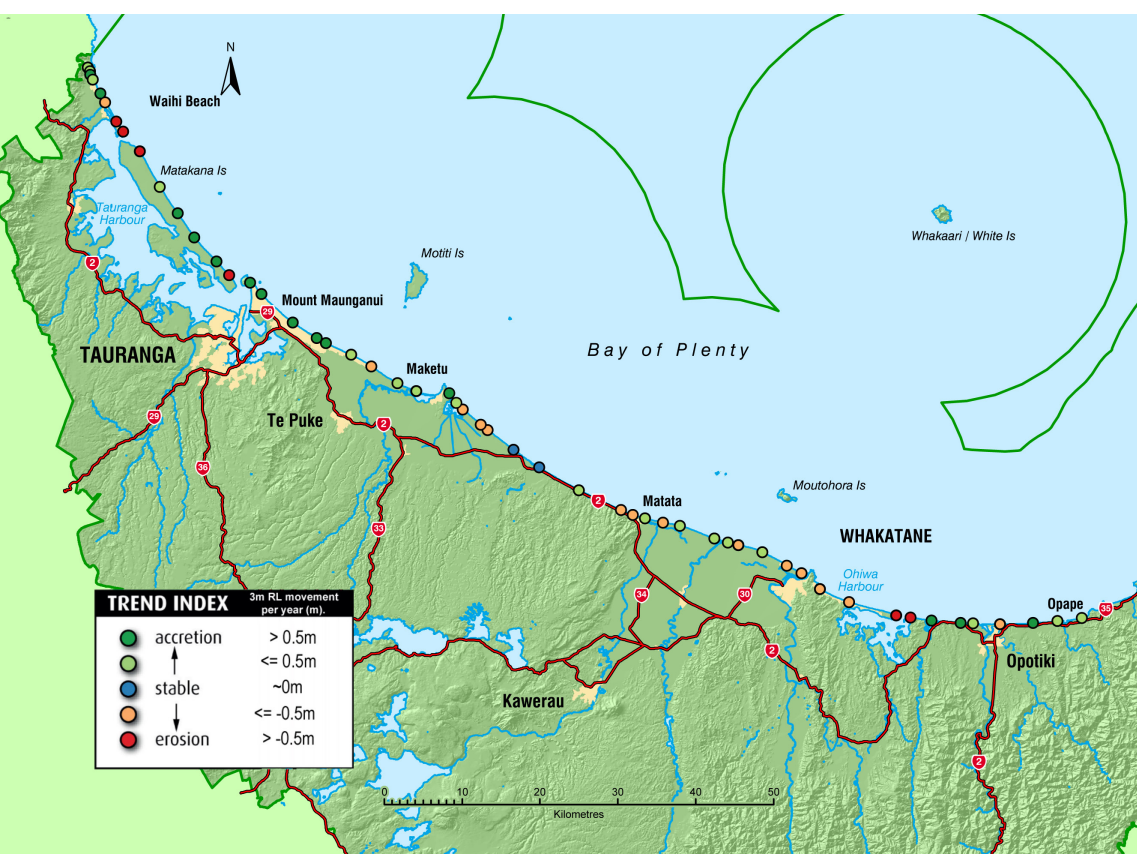 N
Waihi Beach
Matakana Is
Tauranga
Harbour
Whakaari / White Is
Motiti Is
2
Mount Maunganui
29
Bay of Plenty
TAURANGA
Maketu
29
Te Puke
2
36
Moutohora Is
2
Matata
33
WHAKATANE
Ohiwa
Harbour
34
30
Opape
35
2
Opotiki
Kawerau
2
TREND INDEX
3m RL movement
per year (m).
accretion > 0.5m
<= 0.5m
stable ~0m
<= -0.5m
erosion > -0.5m
0 10 20 30 40 50
Kilometres